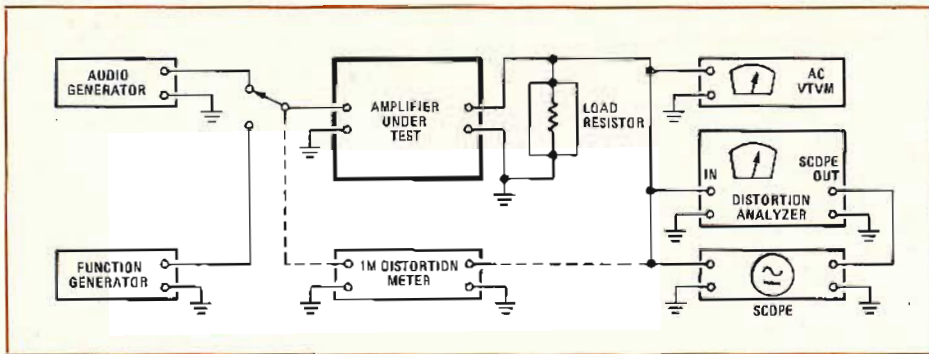 AUDIO
GENERATOR
AMPLIFIER
UNDER
TEST
LOAD
RESISTOR
AC
VTVM
IN
SCOPE
OUT
DISTORTION
ANALYZER
FUNCTION
GENERATOR
1M DISTORTION
METER
SCOPE